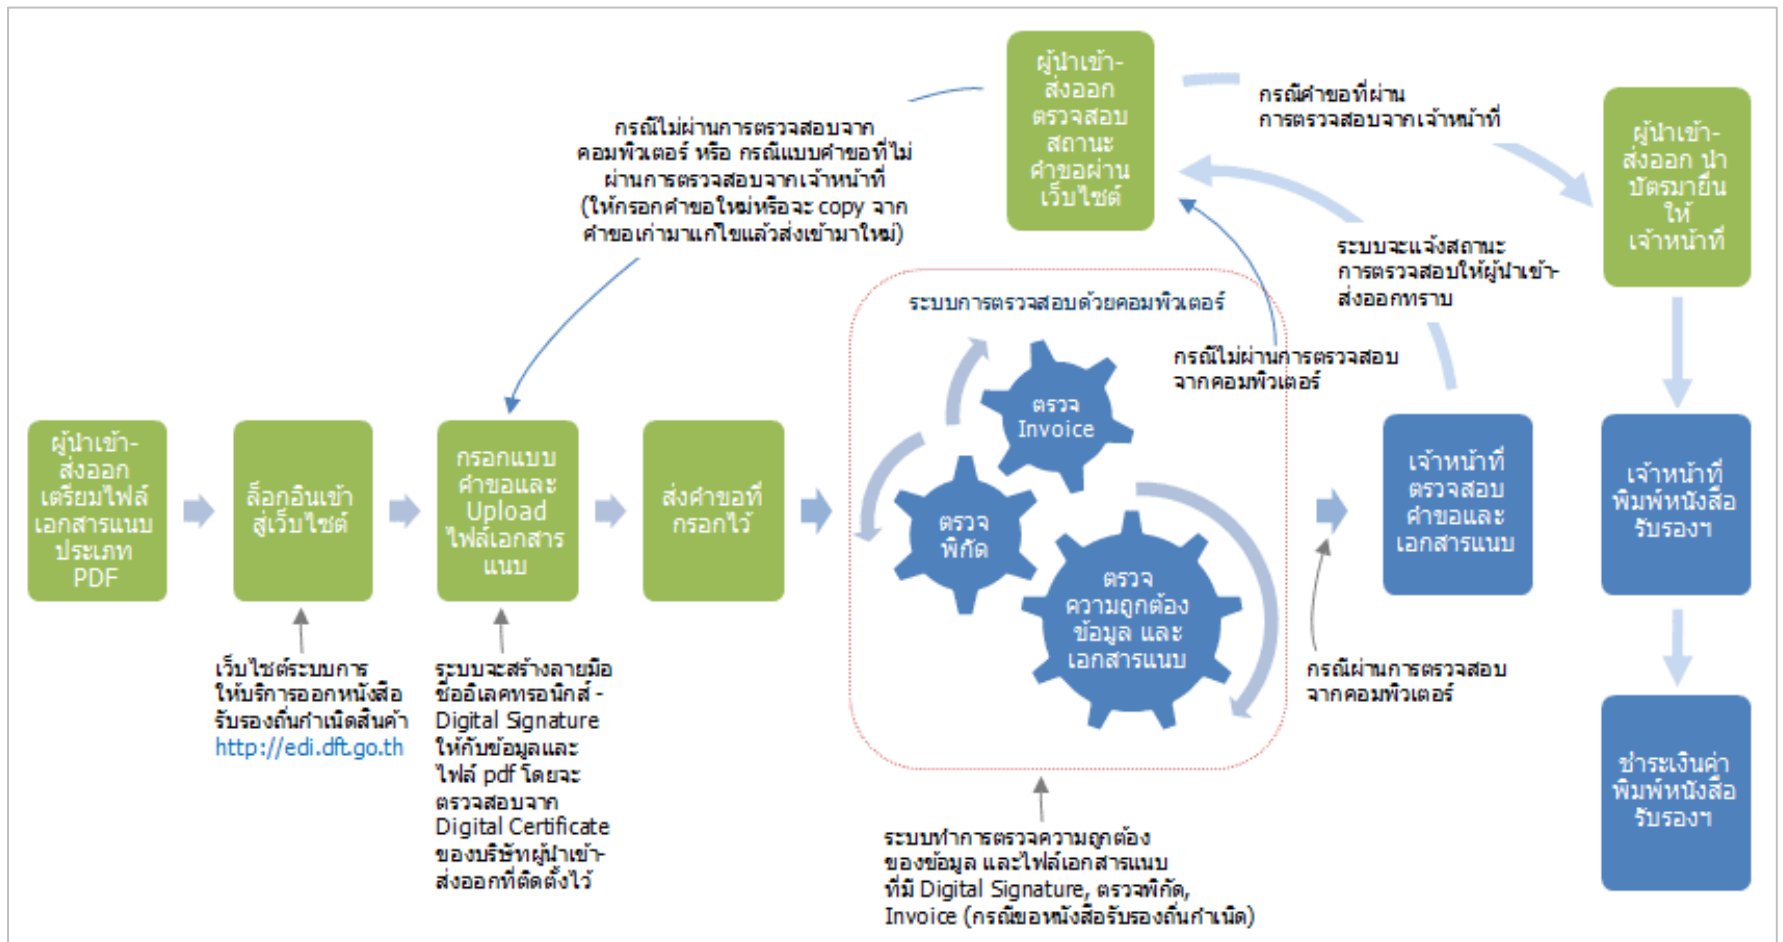 ผู้นำเข้า-
ส่งออก
เตรียมไฟล์
เอกสารแนบ
ประเภท
PDF
ล็อกอินเข้า
สู่เว็บไซต์
กรอกแบบ
คำขอและ
Upload
ไฟล์เอกสาร
แนบ
ส่งคำขอที่
กรอกไว้
ระบบการตรวจสอบด้วยคอมพิวเตอร์
ตรวจ
Invoice
ตรวจ
พิกัด
ตรวจ
ความถูกต้อง
ข้อมูล และ
เอกสารแนบ
เจ้าหน้าที่
ตรวจสอบ
คำขอและ
เอกสารแนบ
ผู้นำเข้า-
ส่งออก
ตรวจสอบ
สถานะ
คำขอผ่าน
เว็บไซต์
ผู้นำเข้า-
ส่งออก นำ
บัตรมายื่น
ให้
เจ้าหน้าที่
เจ้าหน้าที่
พิมพ์หนังสือ
รับรองฯ
ชำระเงินค่า
พิมพ์หนังสือ
รับรองฯ
กรณีไม่ผ่านการตรวจสอบจาก
คอมพิวเตอร์ หรือ กรณีแบบคำขอที่ไม่
ผ่านการตรวจสอบจากเจ้าหน้าที่
(ให้กรอกคำขอใหม่หรือจะ copy จาก
คำขอเก่ามาแก้ไขแล้วส่งเข้ามาใหม่)
กรณีคำขอที่ผ่าน
การตรวจสอบจากเจ้าหน้าที่
ระบบจะแจ้งสถานะ
การตรวจสอบให้ผู้นำเข้า-
ส่งออกทราบ
กรณีไม่ผ่านการตรวจสอบ
จากคอมพิวเตอร์
กรณีผ่านการตรวจสอบ
จากคอมพิวเตอร์
เว็บไซต์ระบบการ
ให้บริการออกหนังสือ
รับรองถิ่นกำเนิดสินค้า
http://edi.dft.go.th
ระบบจะสร้างลายมือ
ชื่ออิเลคทรอนิกส์ -
Digital Signature
ให้กับข้อมูลและ
ไฟล์ pdf โดยจะ
ตรวจสอบจาก
Digital Certificate
ของบริษัทผู้นำเข้า-
ส่งออกที่ติดตั้งไว้
ระบบทำการตรวจความถูกต้อง
ของข้อมูล และไฟล์เอกสารแนบ
ที่มี Digital Signature, ตรวจพิกัด,
Invoice (กรณีขอหนังสือรับรองถิ่นกำเนิด)